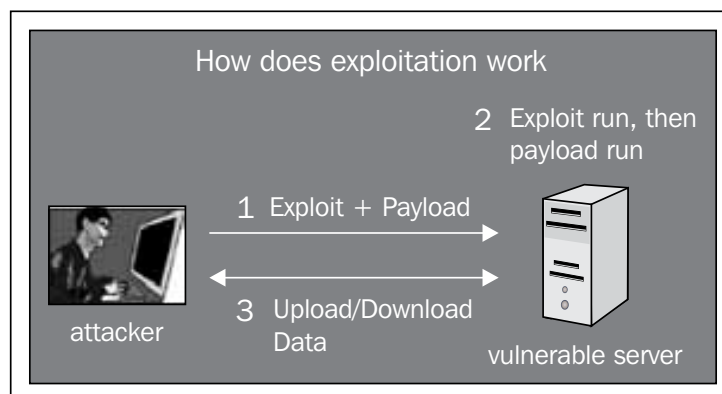 How does exploitation work
2 Exploit run, then
payload run
1 Exploit + Payload
3 Upload/Download
Data
attacker
vulnerable server